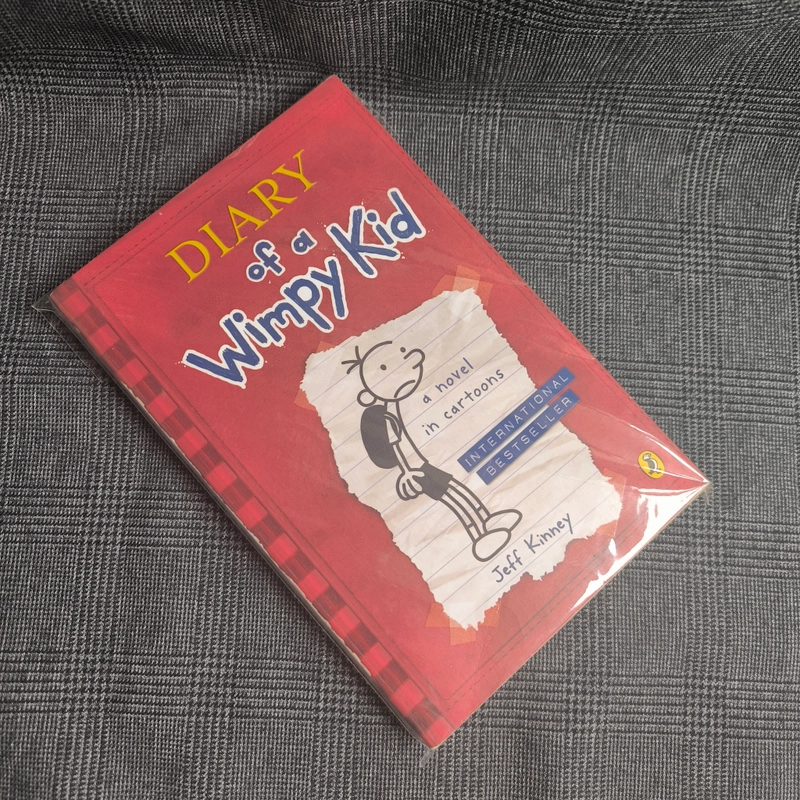 DIARY
of a
Wimpy Kid
a novel
in cartoons
INTERNATIONAL
BESTSELLER
Jeff Kinney